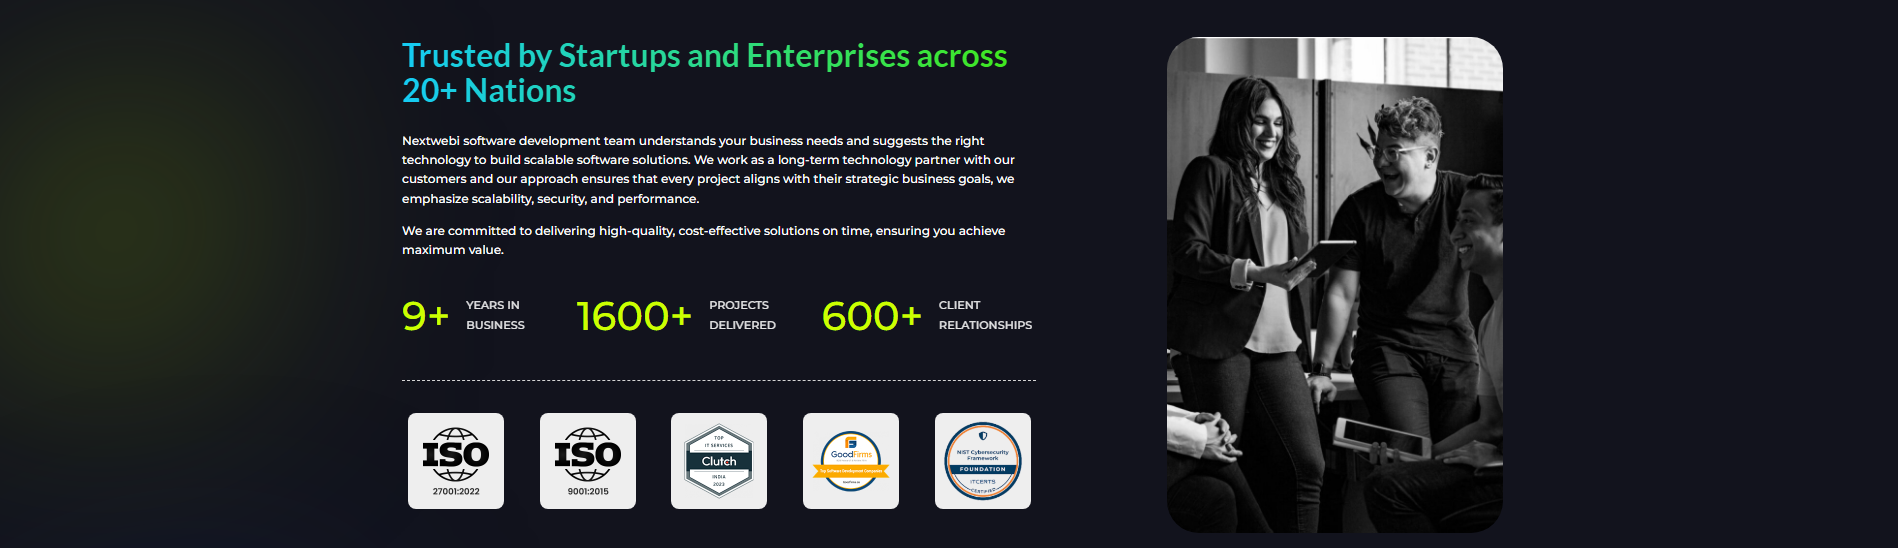 Trusted by Startups and Enterprises across
20+ Nations
Nextwebi software development team understands your business needs and suggests the right
technology to build scalable software solutions. We work as a long-term technology partner with our
customers and our approach ensures that every project aligns with their strategic business goals, we
emphasize scalability, security, and performance.
We are committed to delivering high-quality, cost-effective solutions on time, ensuring you achieve
maximum value.
9+ YEARS IN
BUSINESS
1600+ PROJECTS
DELIVERED
600+ CLIENT
RELATIONSHIPS
ISO
27001:2022
ISO
9001:2015
TOP
IT SERVICES
Clutch
INDIA
2023
GoodFirms
Top Software Development Companies
NIST Cybersecurity
Framework
FOUNDATION
ITCERTS
CERTIFIED